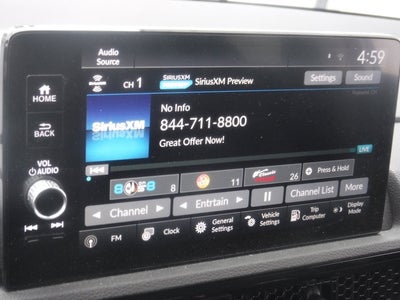 Audio Source
4:59
SIRIUSXM
CH 1
SIRIUSXM
SiriusXM Preview
Settings
Sound
HOME
BACK
VOL
AUDIO
SiriusXM
No Info
844-711-8800
Great Offer Now!
LIVE
8
11
26
+ Press & Hold
Channel
Entrtain
Channel List
More
FM
Clock
General Settings
Vehicle Settings
Trip Computer
Display Mode